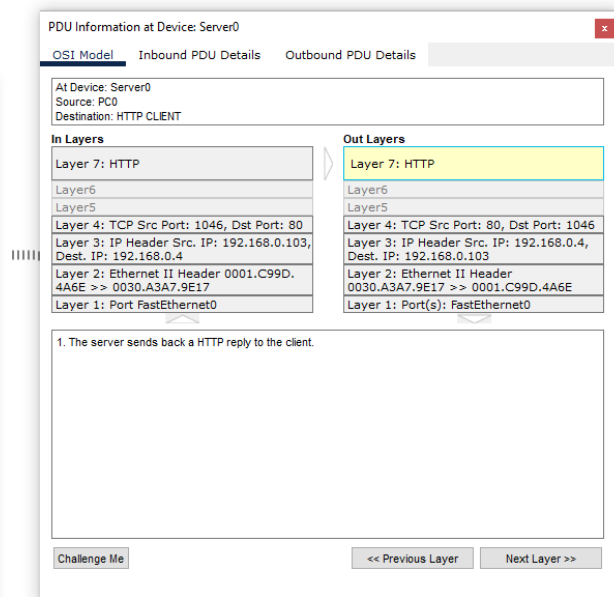 PDU Information at Device: Server0
x
OSI Model Inbound PDU Details Outbound PDU Details
At Device: Server0
Source: PC0
Destination: HTTP CLIENT
In Layers
Layer 7: HTTP
Layer6
Layer5
Layer 4: TCP Src Port: 1046, Dst Port: 80
Layer 3: IP Header Src. IP: 192.168.0.103,
Dest. IP: 192.168.0.4
Layer 2: Ethernet II Header 0001.C99D.
4A6E >> 0030.A3A7.9E17
Layer 1: Port FastEthernet0
Out Layers
Layer 7: HTTP
Layer6
Layer5
Layer 4: TCP Src Port: 80, Dst Port: 1046
Layer 3: IP Header Src. IP: 192.168.0.4,
Dest. IP: 192.168.0.103
Layer 2: Ethernet II Header
0030.A3A7.9E17 >> 0001.C99D.4A6E
Layer 1: Port(s): FastEthernet0
1. The server sends back a HTTP reply to the client.
Challenge Me
<< Previous Layer
Next Layer >>